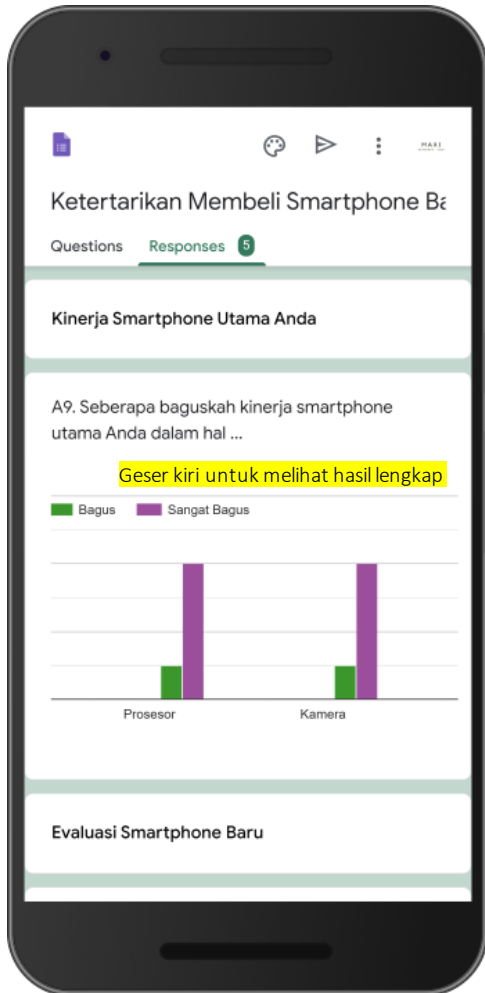 MARI
Ketertarikan Membeli Smartphone Ba
Questions Responses 5
Kinerja Smartphone Utama Anda
A9. Seberapa baguskah kinerja smartphone
utama Anda dalam hal ...
Geser kiri untuk melihat hasil lengkap
Bagus Sangat Bagus
Prosesor Kamera
Evaluasi Smartphone Baru